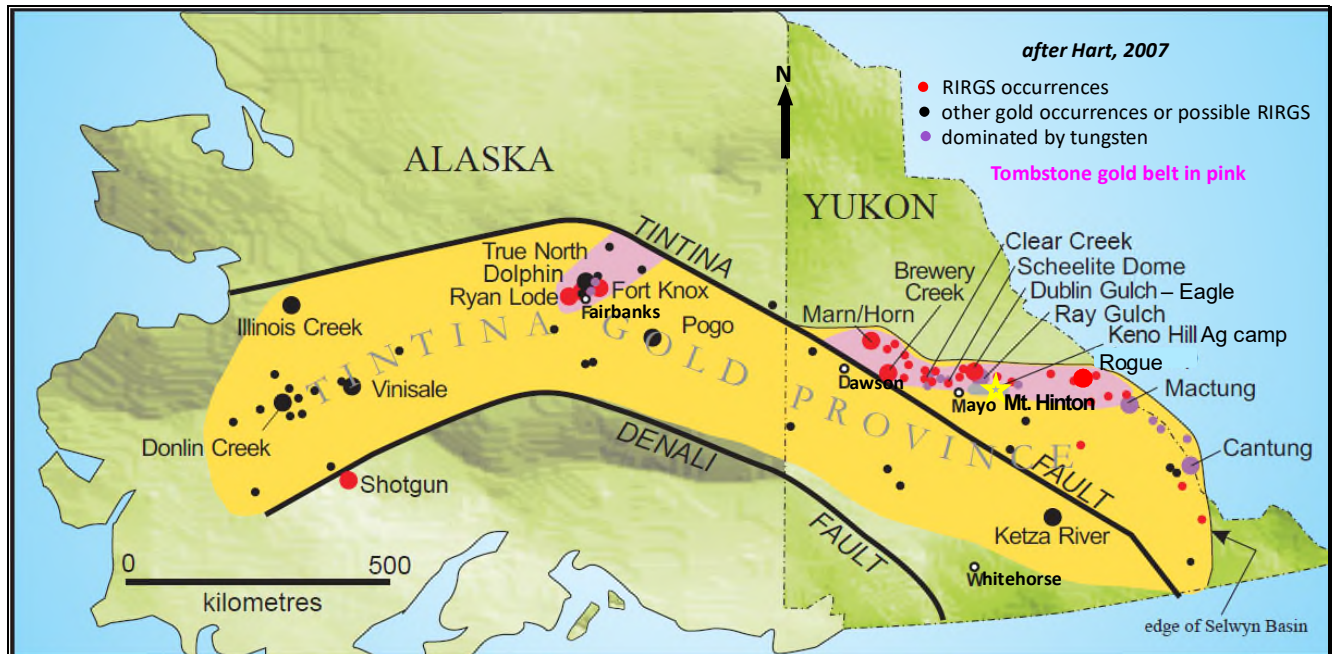 after Hart, 2007
RIRGS occurrences
other gold occurrences or possible RIRGS
dominated by tungsten
Tombstone gold belt in pink
N
ALASKA
YUKON
TINTINA
FAULT
DENALI
FAULT
TINTINA GOLD PROVINCE
True North
Dolphin
Ryan Lode
Fort Knox
Fairbanks
Illinois Creek
Pogo
Vinisale
Donlin Creek
Shotgun
Clear Creek
Scheelite Dome
Brewery
Creek
Dublin Gulch – Eagle
Marn/Horn
Ray Gulch
Keno Hill Ag camp
Rogue
Dawson
Mayo
Mt. Hinton
Mactung
Cantung
Ketza River
Whitehorse
0 500
kilometres
edge of Selwyn Basin